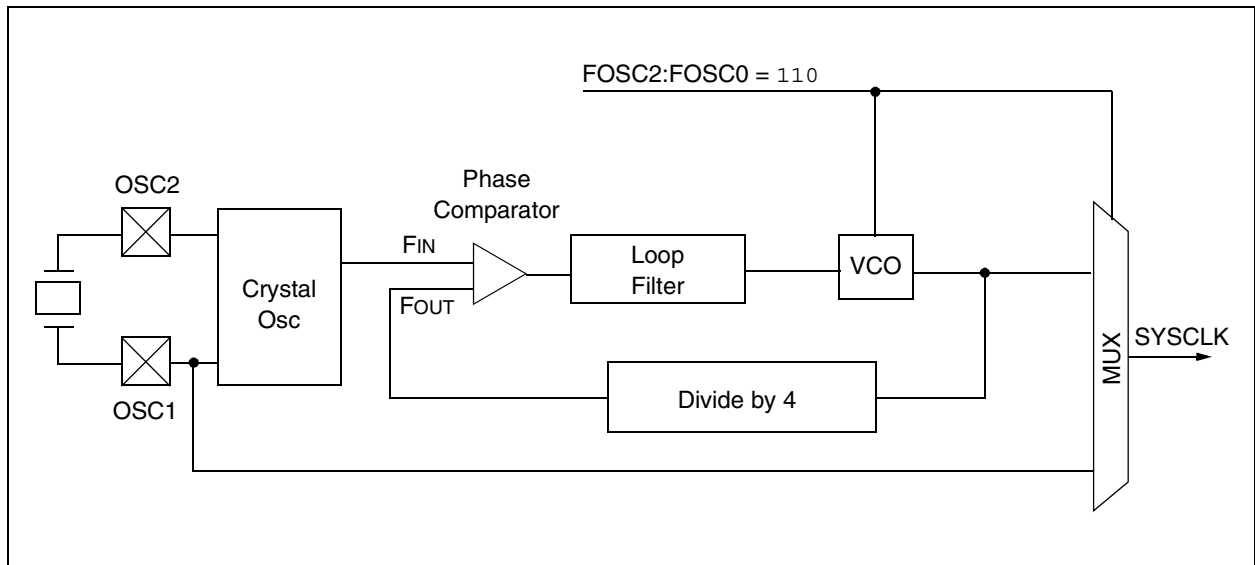 FOSC2:FOSC0 = 110
OSC2
Phase
Comparator
FIN
Loop
Filter
VCO
Crystal
Osc
FOUT
MUX
SYSCLK
OSC1
Divide by 4